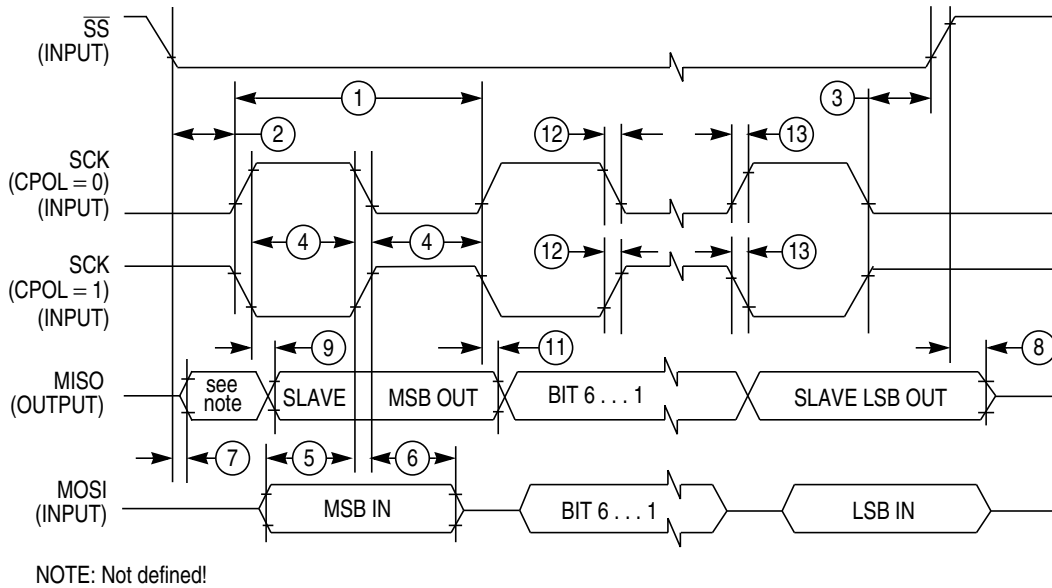 SS
(INPUT)
1
3
2
12
13
SCK
(CPOL = 0)
(INPUT)
4
4
SCK
(CPOL = 1)
(INPUT)
12
13
9
11
8
MISO
(OUTPUT)
see
note
SLAVE
MSB OUT
BIT 6 . . . 1
SLAVE LSB OUT
7
5
6
MOSI
(INPUT)
MSB IN
BIT 6 . . . 1
LSB IN
NOTE: Not defined!